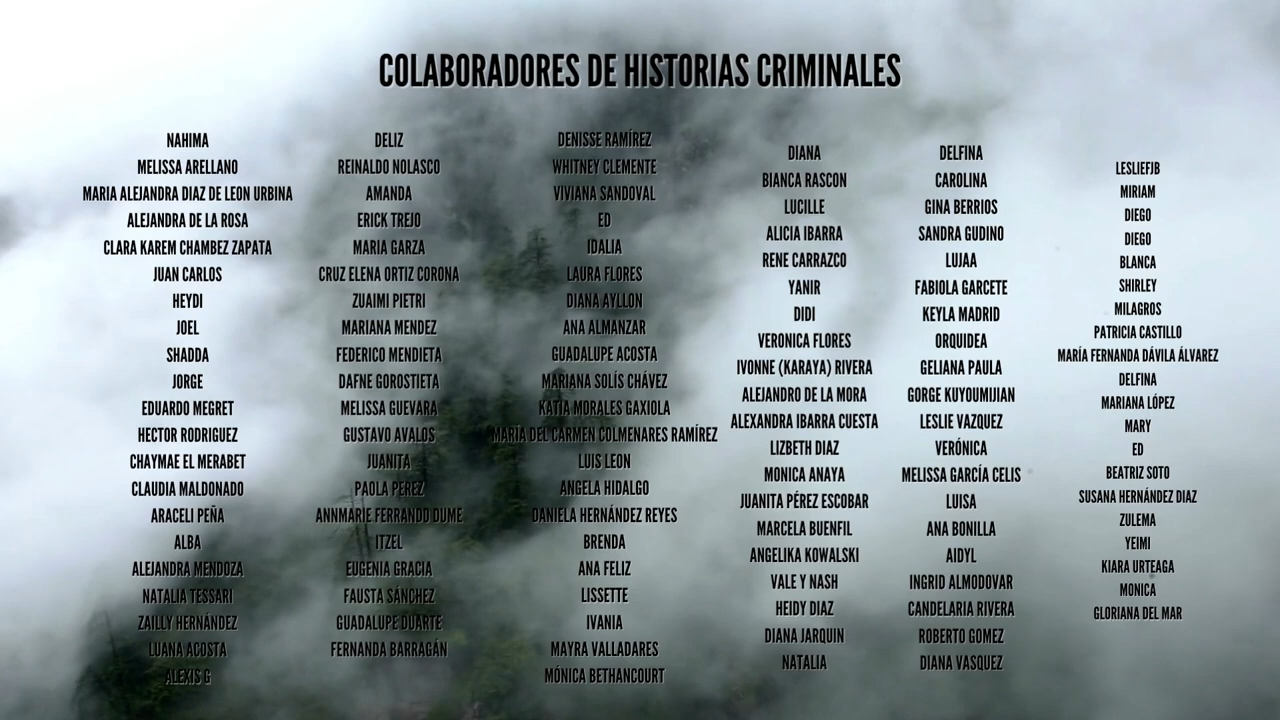 COLABORADORES DE HISTORIAS CRIMINALES
NAHIMA
MELISSA ARELLANO
MARIA ALEJANDRA DIAZ DE LEON URBINA
ALEJANDRA DE LA ROSA
CLARA KAREM CHAMBEZ ZAPATA
JUAN CARLOS
HEYDI
JOEL
SHADDA
JORGE
EDUARDO MEGRET
HECTOR RODRIGUEZ
CHAYMAE EL MERABET
CLAUDIA MALDONADO
ARACELI PEÑA
ALBA
ALEJANDRA MENDOZA
NATALIA TESSARI
ZAILLY HERNÁNDEZ
LUANA ACOSTA
ALEXIS G
DELIZ
REINALDO NOLASCO
AMANDA
ERICK TREJO
MARIA GARZA
CRUZ ELENA ORTIZ CORONA
ZUAIMI PIETRI
MARIANA MENDEZ
FEDERICO MENDIETA
DAFNE GOROSTIETA
MELISSA GUEVARA
GUSTAVO AVALOS
JUANITA
PAOLA PEREZ
ANNMARIE FERRANDO DUME
ITZEL
EUGENIA GRACIA
FAUSTA SÁNCHEZ
GUADALUPE DUARTE
FERNANDA BARRAGÁN
DENISSE RAMÍREZ
WHITNEY CLEMENTE
VIVIANA SANDOVAL
ED
IDALIA
LAURA FLORES
DIANA AYLLON
ANA ALMANZAR
GUADALUPE ACOSTA
MARIANA SOLÍS CHÁVEZ
KATIA MORALES GAXIOLA
MARÍA DEL CARMEN COLMENARES RAMÍREZ
LUIS LEON
ANGELA HIDALGO
DANIELA HERNÁNDEZ REYES
BRENDA
ANA FELIZ
LISSETTE
IVANIA
MAYRA VALLADARES
MÓNICA BETHANCOURT
DIANA
BIANCA RASCON
LUCILLE
ALICIA IBARRA
RENE CARRAZCO
YANIR
DIDI
VERONICA FLORES
IVONNE (KARAYA) RIVERA
ALEJANDRO DE LA MORA
ALEXANDRA IBARRA CUESTA
LIZBETH DIAZ
MONICA ANAYA
JUANITA PÉREZ ESCOBAR
MARCELA BUENFIL
ANGELIKA KOWALSKI
VALE Y NASH
HEIDY DIAZ
DIANA JARQUIN
NATALIA
DELFINA
CAROLINA
GINA BERRIOS
SANDRA GUDINO
LUJAA
FABIOLA GARCETE
KEYLA MADRID
ORQUIDEA
GELIANA PAULA
GORGE KUYOUMIJIAN
LESLIE VAZQUEZ
VERÓNICA
MELISSA GARCÍA CELIS
LUISA
ANA BONILLA
AIDYL
INGRID ALMODOVAR
CANDELARIA RIVERA
ROBERTO GOMEZ
DIANA VASQUEZ
LESLIEFJB
MIRIAM
DIEGO
DIEGO
BLANCA
SHIRLEY
MILAGROS
PATRICIA CASTILLO
MARÍA FERNANDA DÁVILA ÁLVAREZ
DELFINA
MARIANA LÓPEZ
MARY
ED
BEATRIZ SOTO
SUSANA HERNÁNDEZ DIAZ
ZULEMA
YEIMI
KIARA URTEAGA
MONICA
GLORIANA DEL MAR